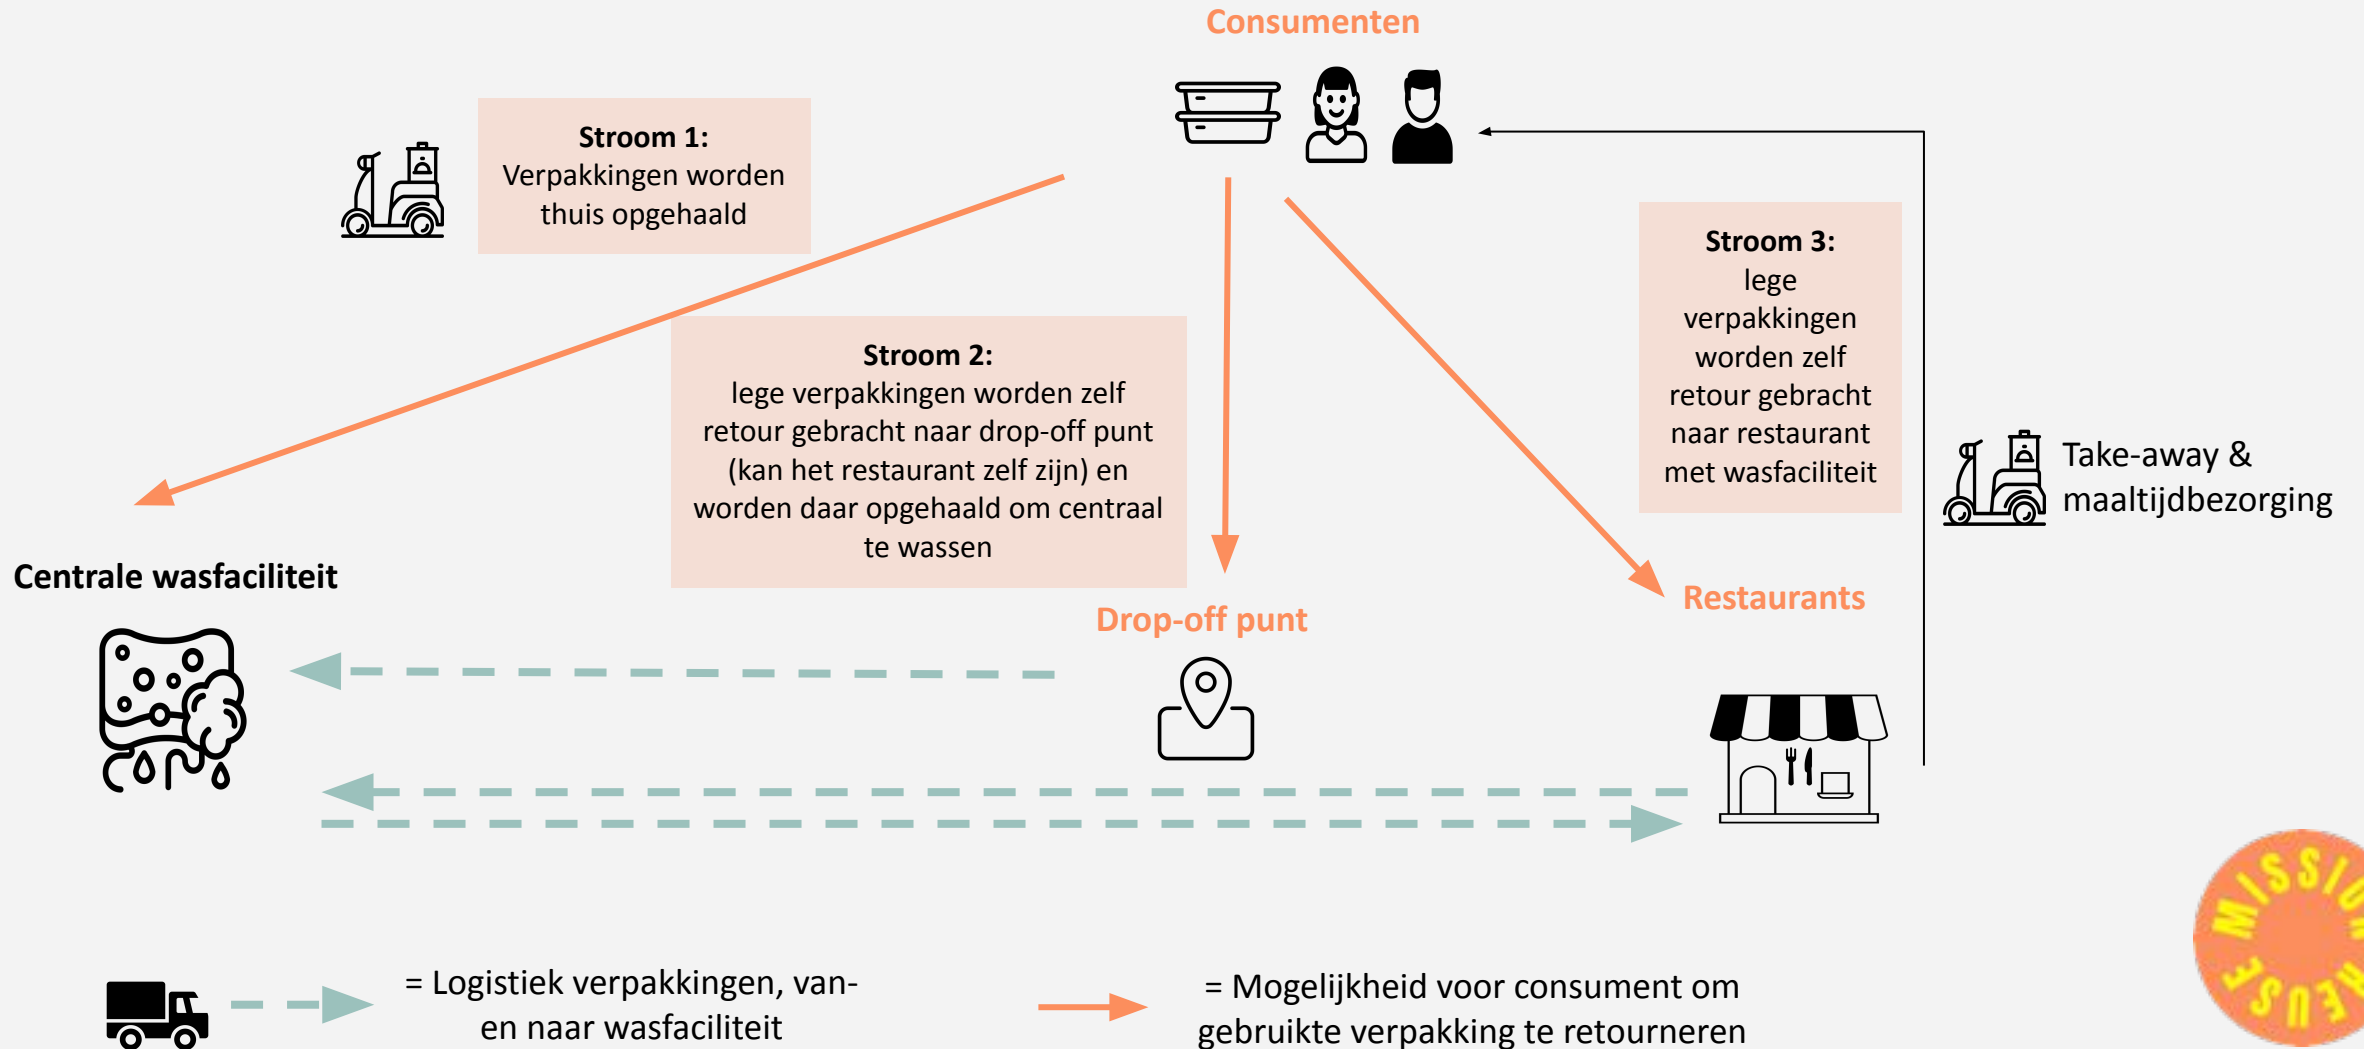 Consumenten
Stroom 1:
Verpakkingen worden
thuis opgehaald
Stroom 2:
lege verpakkingen worden zelf
retour gebracht naar drop-off punt
(kan het restaurant zelf zijn) en
worden daar opgehaald om centraal
te wassen
Stroom 3:
lege
verpakkingen
worden zelf
retour gebracht
naar restaurant
met wasfaciliteit
Take-away &
maaltijdbezorging
Centrale wasfaciliteit
Drop-off punt
Restaurants
= Logistiek verpakkingen, van-
en naar wasfaciliteit
= Mogelijkheid voor consument om
gebruikte verpakking te retourneren
MISSION
REUSE